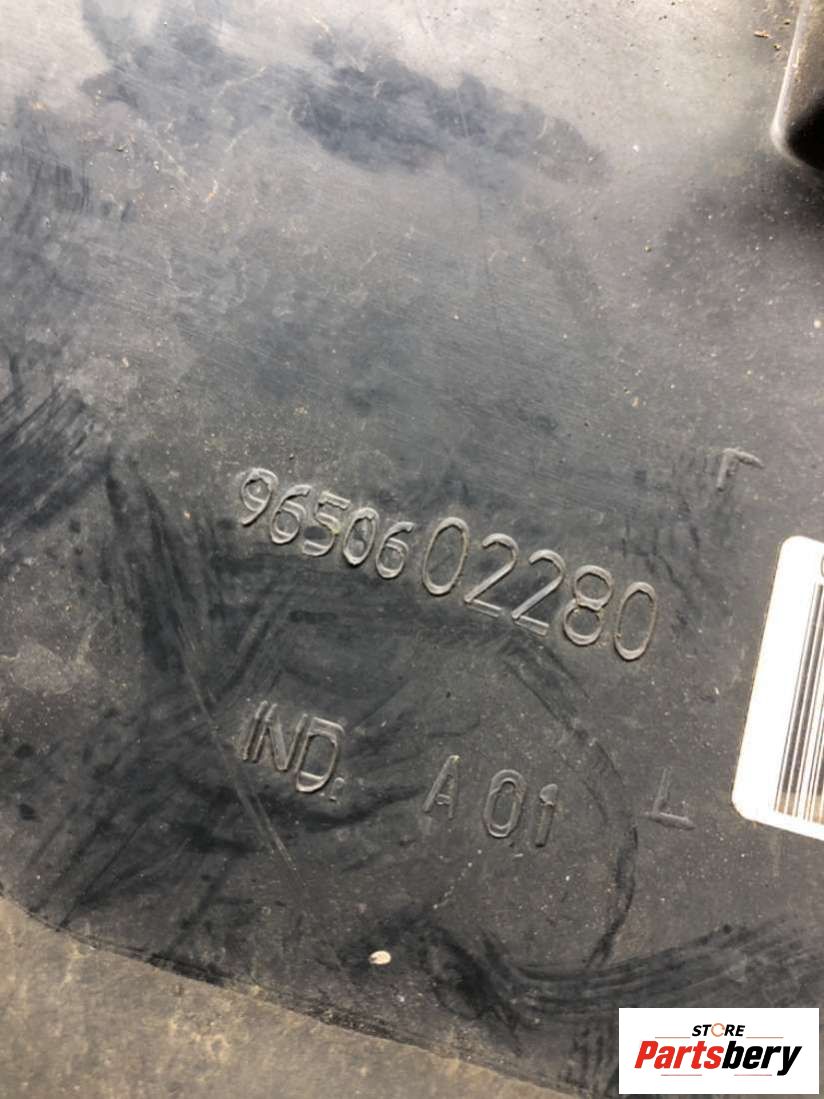 9650602280
IND. A 01
STORE
Partsbery